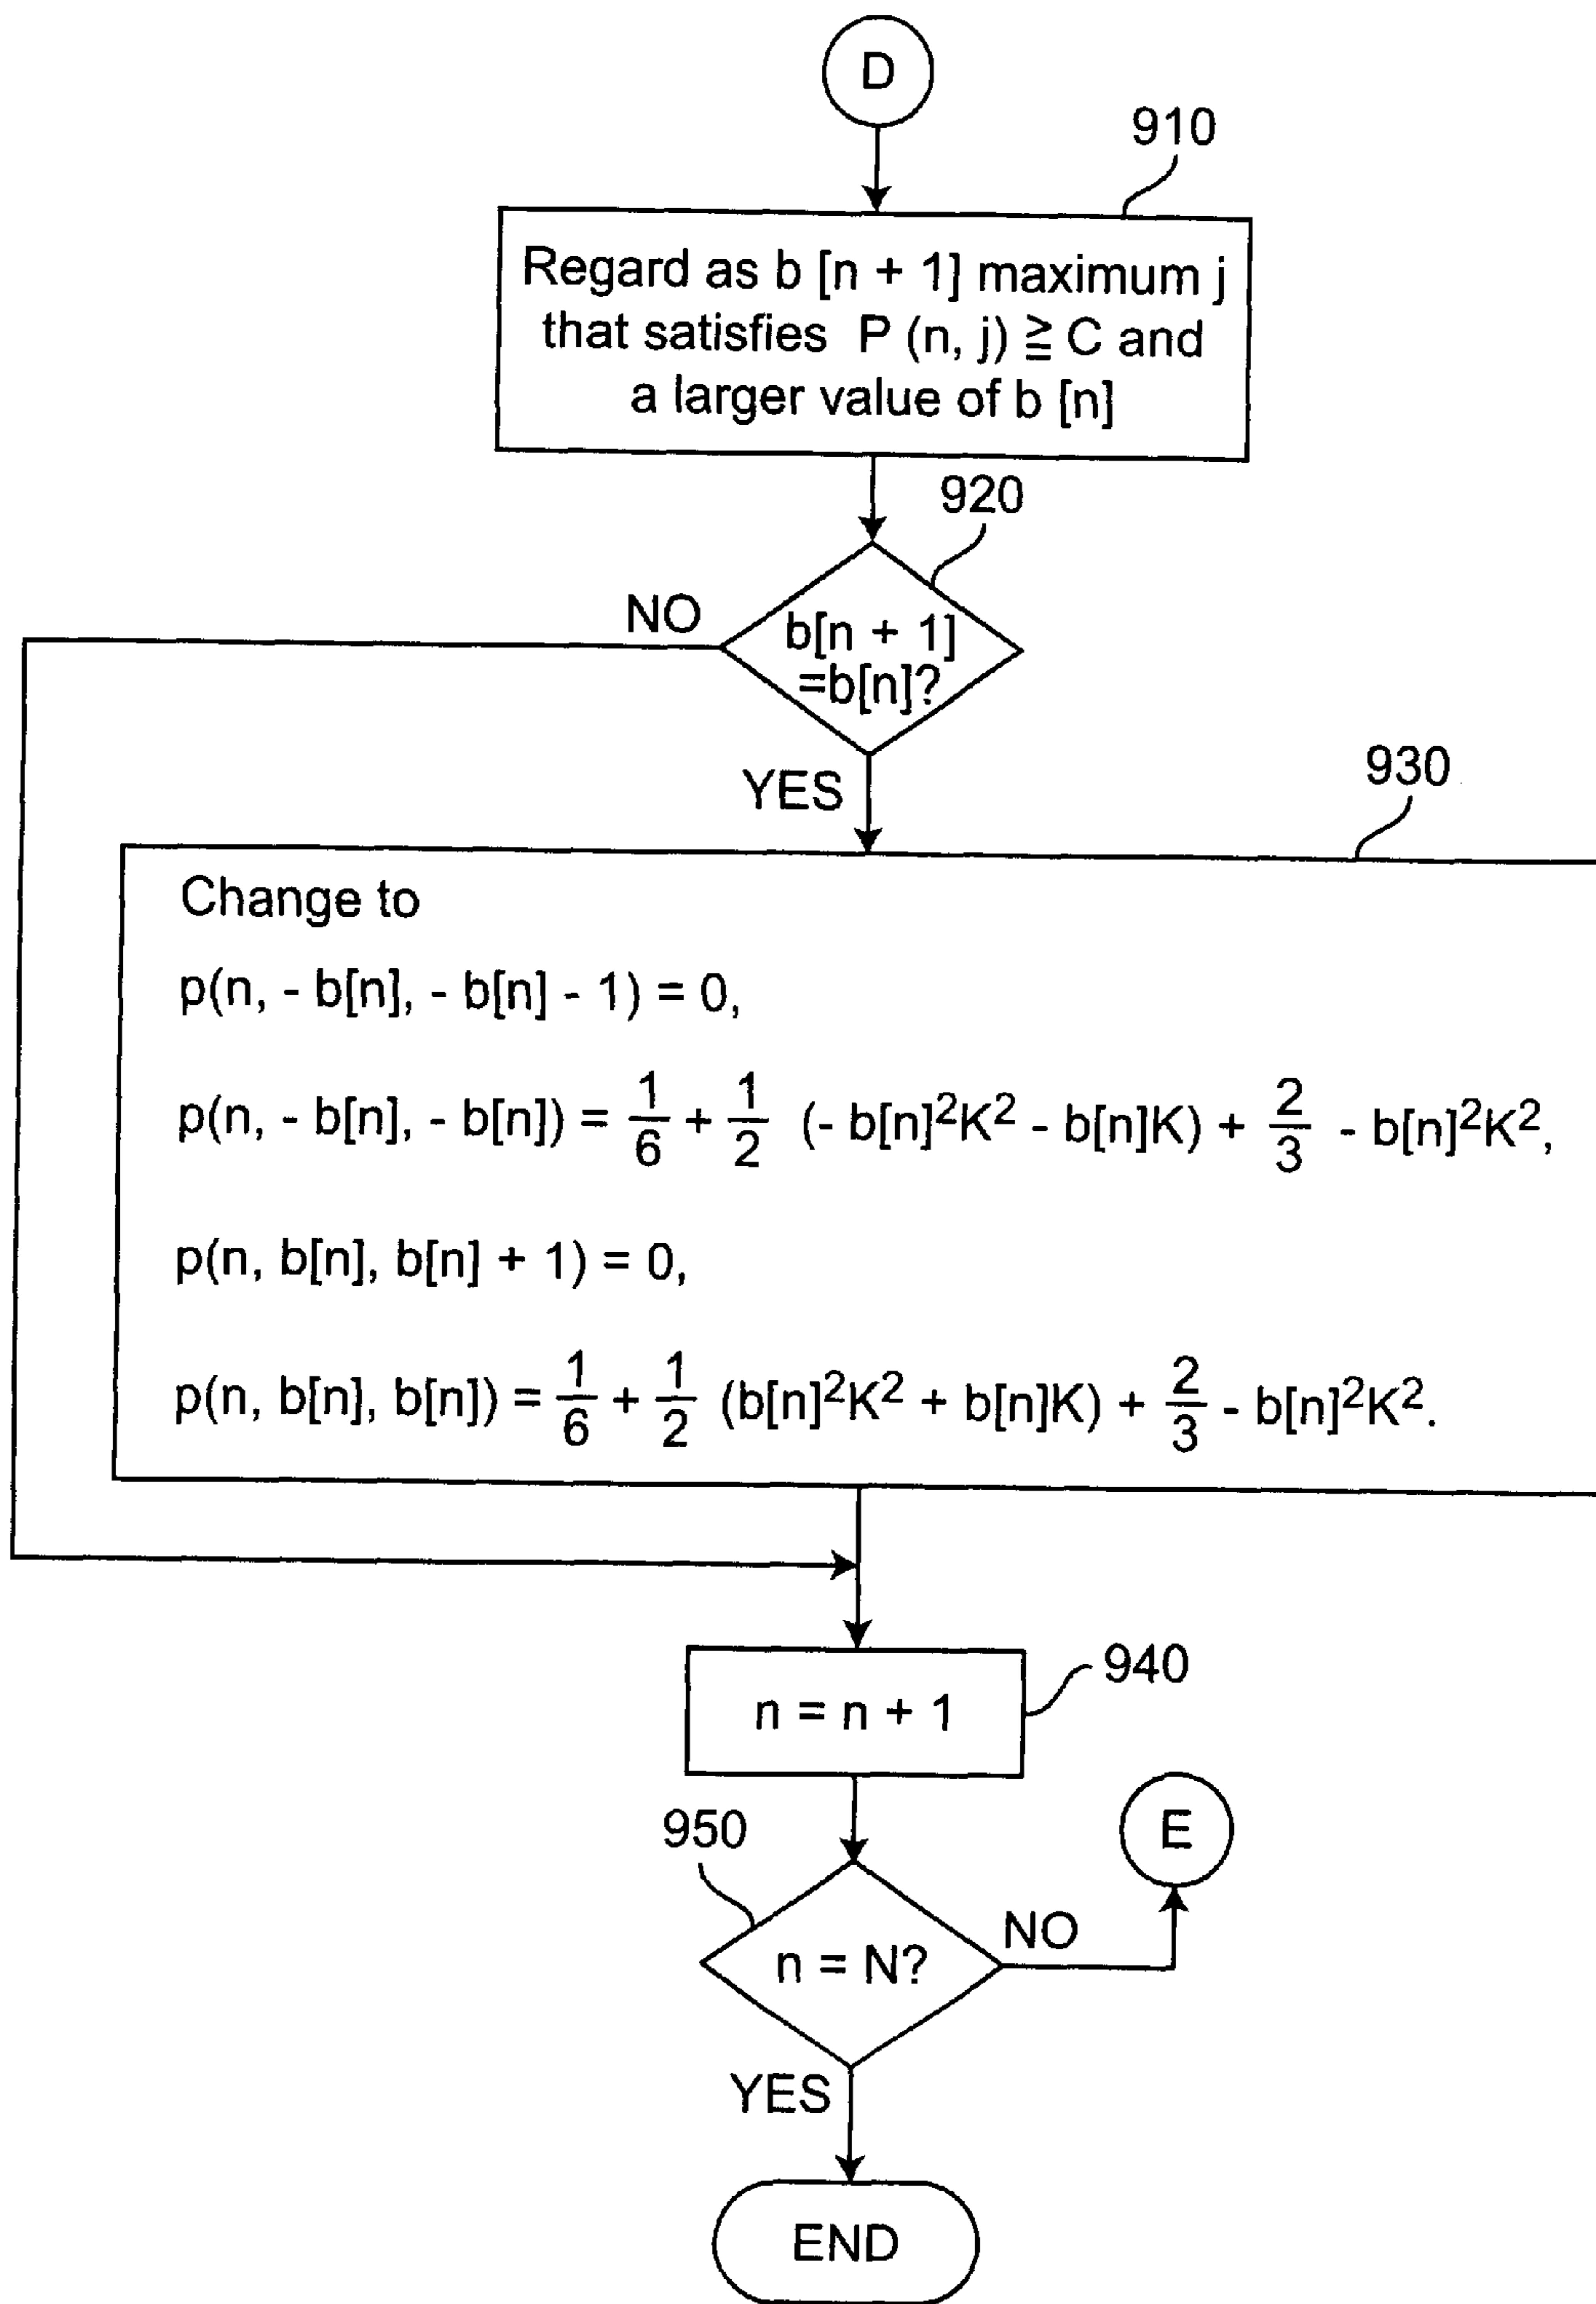 D
910
Regard as b [n + 1] maximum j
that satisfies P (n, j) ≧ C and
a larger value of b [n]
920
NO
b[n + 1]
=b[n]?
YES
930
Change to
p(n, - b[n], - b[n] - 1) = 0,
p(n, - b[n], - b[n]) = 1/6 + 1/2 (- b[n]²K² - b[n]K) + 2/3 - b[n]²K²,
p(n, b[n], b[n] + 1) = 0,
p(n, b[n], b[n]) = 1/6 + 1/2 (b[n]²K² + b[n]K) + 2/3 - b[n]²K².
940
n = n + 1
950
E
n = N?
NO
YES
END